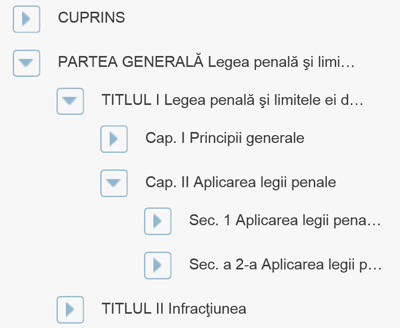 CUPRINS
PARTEA GENERALĂ Legea penală şi limi…
TITLUL I Legea penală şi limitele ei d…
Cap. I Principii generale
Cap. II Aplicarea legii penale
Sec. 1 Aplicarea legii pena…
Sec. a 2-a Aplicarea legii p…
TITLUL II Infracţiunea